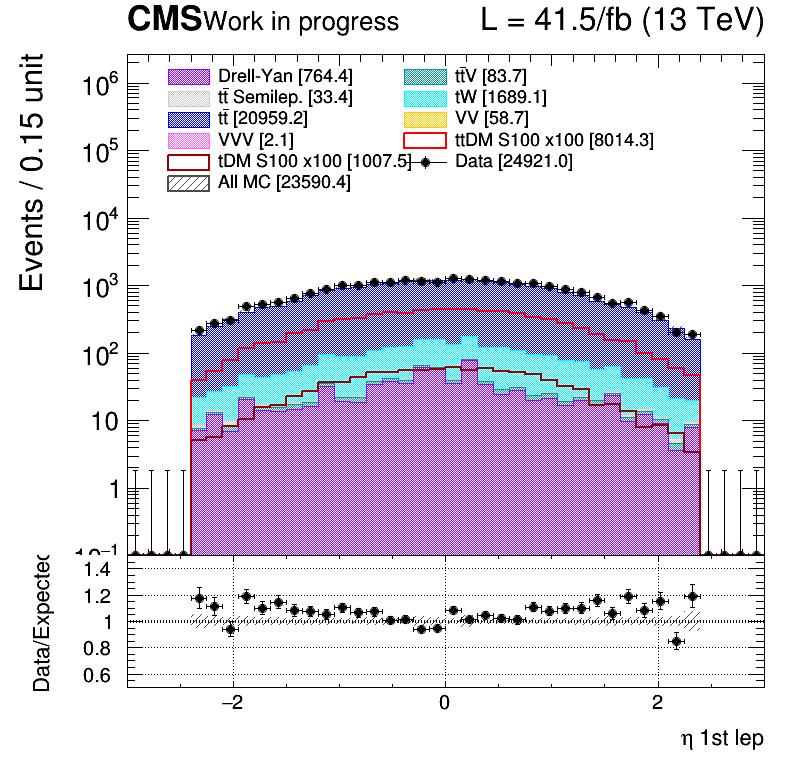 CMS Work in progress L = 41.5/fb (13 TeV)
Events / 0.15 unit
10⁶
10⁵
10⁴
10³
10²
10
1
10⁻¹
Drell-Yan [764.4] tt̄V [83.7]
tt̄ Semilep. [33.4] tW [1689.1]
tt̄ [20959.2] VV [58.7]
VVV [2.1] ttDM S100 x100 [8014.3]
tDM S100 x100 [1007.5] Data [24921.0]
All MC [23590.4]
Data/Expected
1.4
1.2
1
0.8
0.6
−2 0 2
η 1st lep